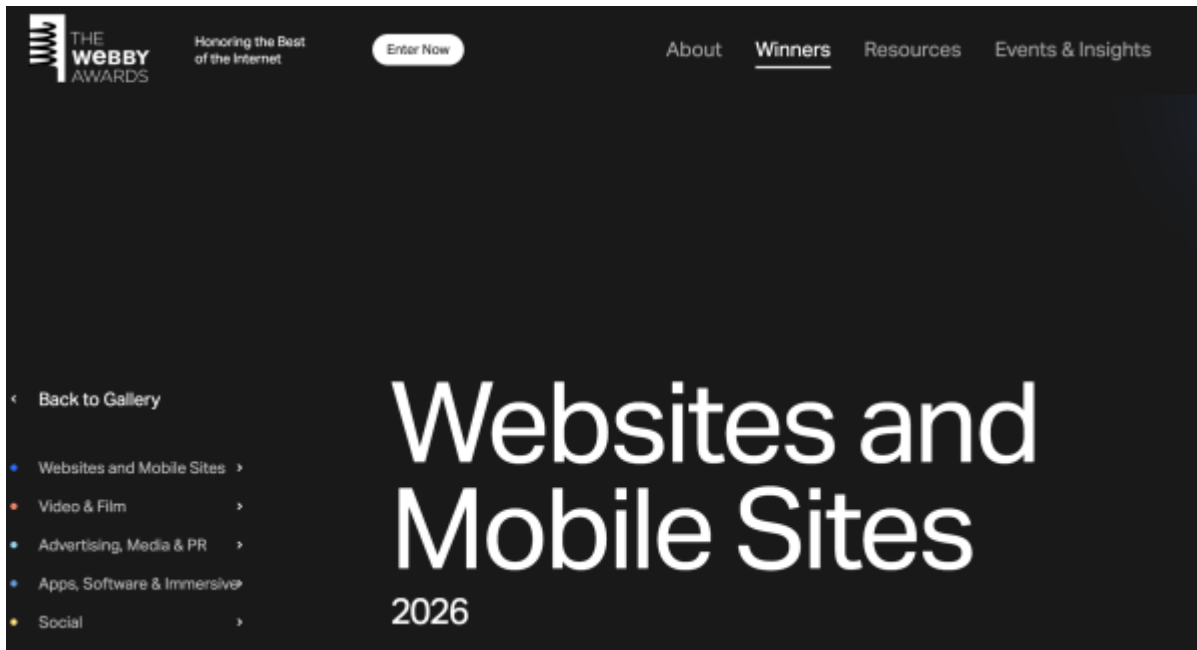 THE
WEBBY
AWARDS
Honoring the Best
of the Internet
Enter Now
About
Winners
Resources
Events & Insights
Back to Gallery
Websites and Mobile Sites
Video & Film
Advertising, Media & PR
Apps, Software & Immersive
Social
Websites and
Mobile Sites
2026